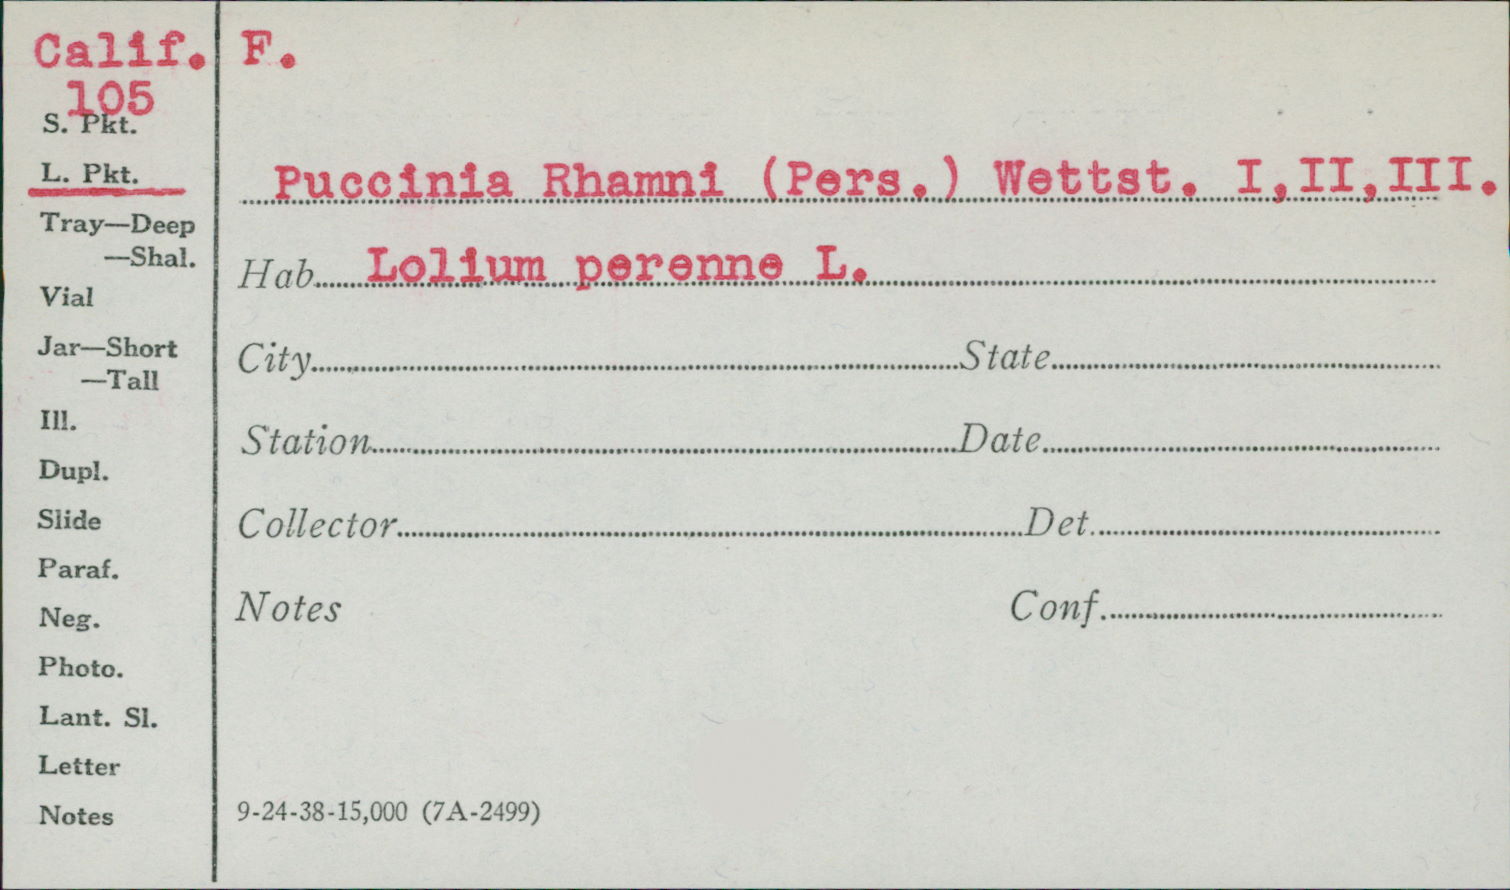 Calif. F.
105
S. Pkt.
L. Pkt.
Puccinia Rhamni (Pers.) Wettst. I,II,III.
Tray—Deep
—Shal.
Hab. Lolium perenne L.
Vial
Jar—Short
—Tall
City State
Ill.
Station Date
Dupl.
Slide
Collector Det.
Paraf.
Neg.
Notes Conf.
Photo.
Lant. Sl.
Letter
Notes
9-24-38-15,000 (7A-2499)